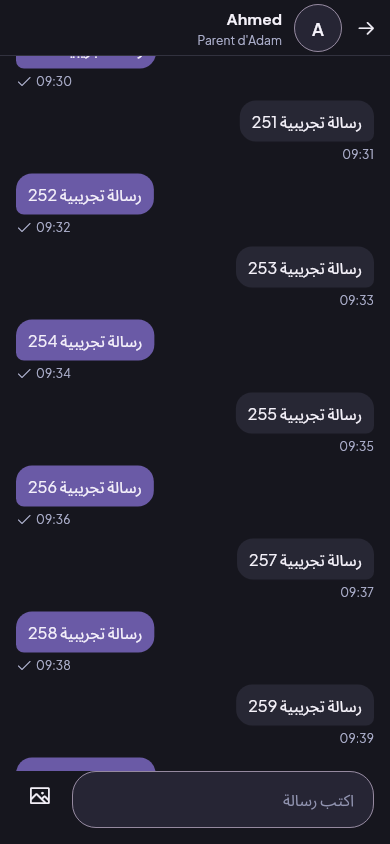 Ahmed
Parent d'Adam
A
09:30
رسالة تجريبية 251
09:31
رسالة تجريبية 252
09:32
رسالة تجريبية 253
09:33
رسالة تجريبية 254
09:34
رسالة تجريبية 255
09:35
رسالة تجريبية 256
09:36
رسالة تجريبية 257
09:37
رسالة تجريبية 258
09:38
رسالة تجريبية 259
09:39
اكتب رسالة